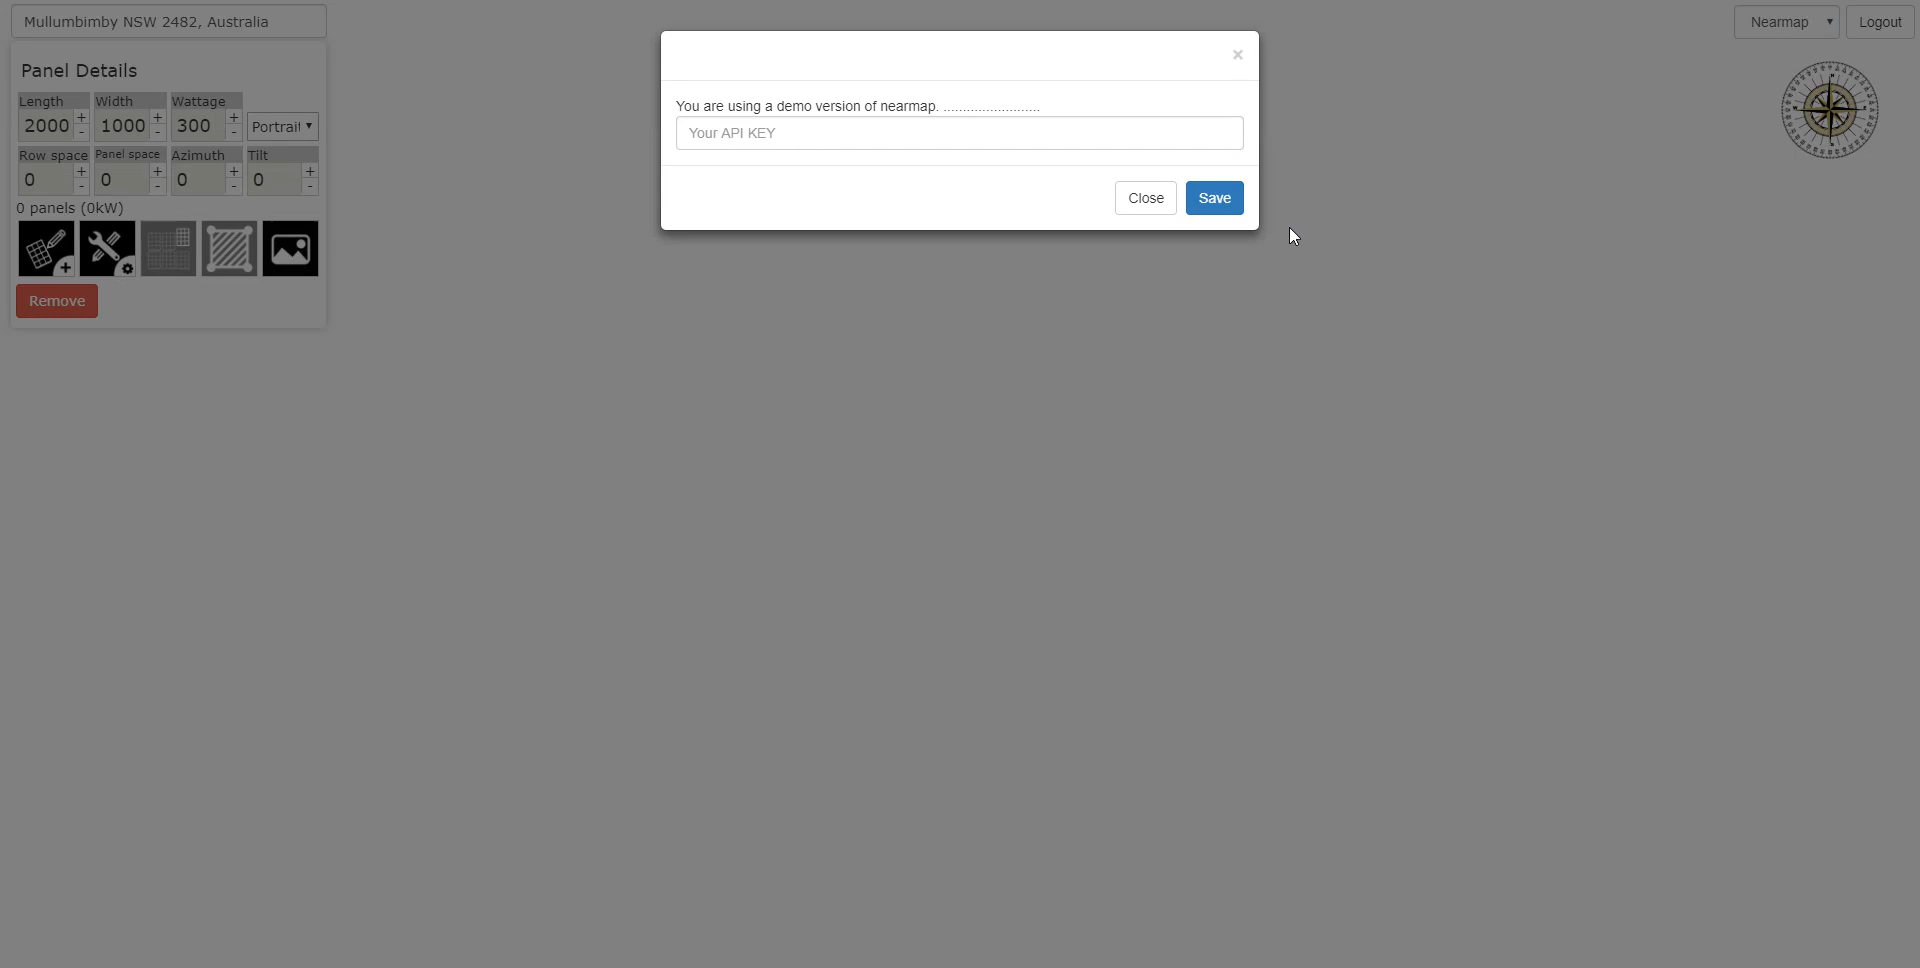 Mullumbimby NSW 2482, Australia
Nearmap
Logout
×
You are using a demo version of nearmap. .........................
Your API KEY
Close
Save
Panel Details
Length Width Wattage
2000 + - 1000 + - 300 + - Portrait
Row space Panel space Azimuth Tilt
0 + - 0 + - 0 + - 0 + -
0 panels (0kW)
Remove